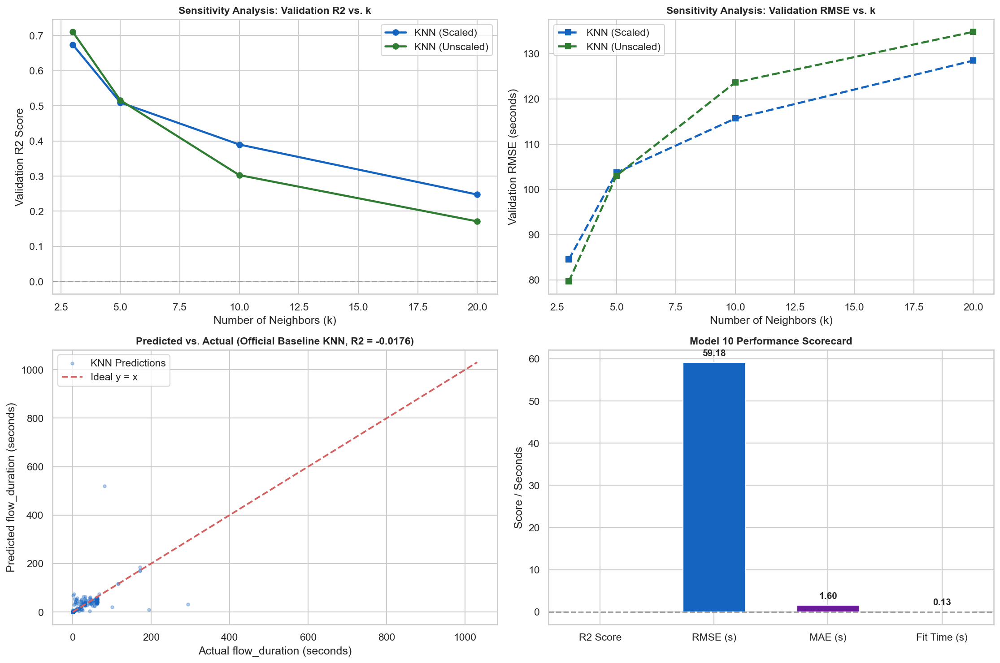 Sensitivity Analysis: Validation R2 vs. k
KNN (Scaled)
KNN (Unscaled)
Validation R2 Score
0.7
0.6
0.5
0.4
0.3
0.2
0.1
0.0
2.5 5.0 7.5 10.0 12.5 15.0 17.5 20.0
Number of Neighbors (k)
Sensitivity Analysis: Validation RMSE vs. k
KNN (Scaled)
KNN (Unscaled)
Validation RMSE (seconds)
130
120
110
100
90
80
2.5 5.0 7.5 10.0 12.5 15.0 17.5 20.0
Number of Neighbors (k)
Predicted vs. Actual (Official Baseline KNN, R2 = -0.0176)
KNN Predictions
Ideal y = x
Predicted flow_duration (seconds)
1000
800
600
400
200
0
0 200 400 600 800 1000
Actual flow_duration (seconds)
Model 10 Performance Scorecard
Score / Seconds
60
50
40
30
20
10
0
59.18
1.60
0.13
R2 Score RMSE (s) MAE (s) Fit Time (s)